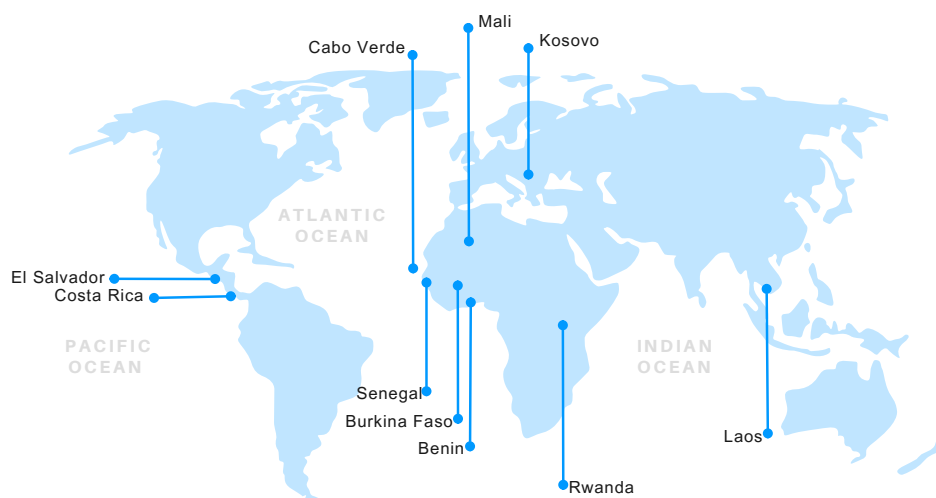 Mali
Kosovo
Cabo Verde
ATLANTIC
OCEAN
El Salvador
Costa Rica
PACIFIC
OCEAN
INDIAN
OCEAN
Senegal
Burkina Faso
Benin
Laos
Rwanda